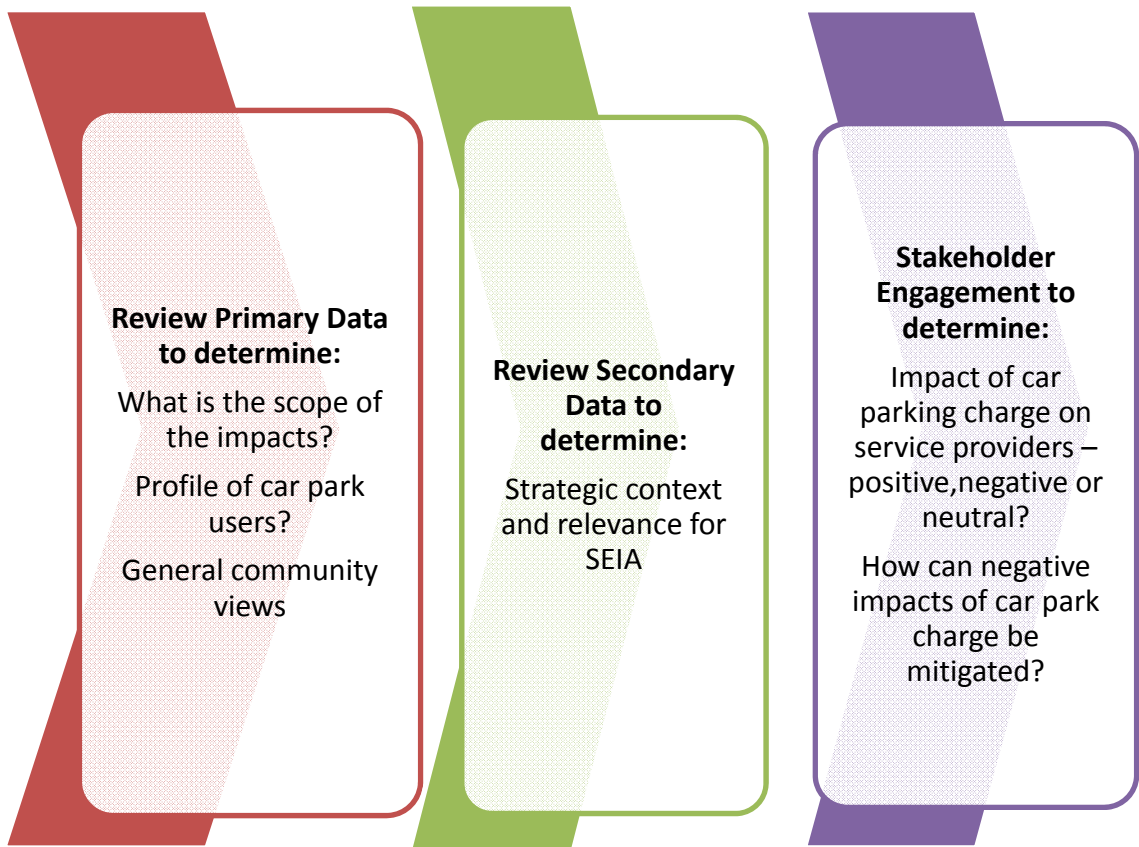 Review Primary Data
to determine:
What is the scope of
the impacts?
Profile of car park
users?
General community
views
Review Secondary
Data to
determine:
Strategic context
and relevance for
SEIA
Stakeholder
Engagement to
determine:
Impact of car
parking charge on
service providers –
positive,negative or
neutral?
How can negative
impacts of car park
charge be
mitigated?